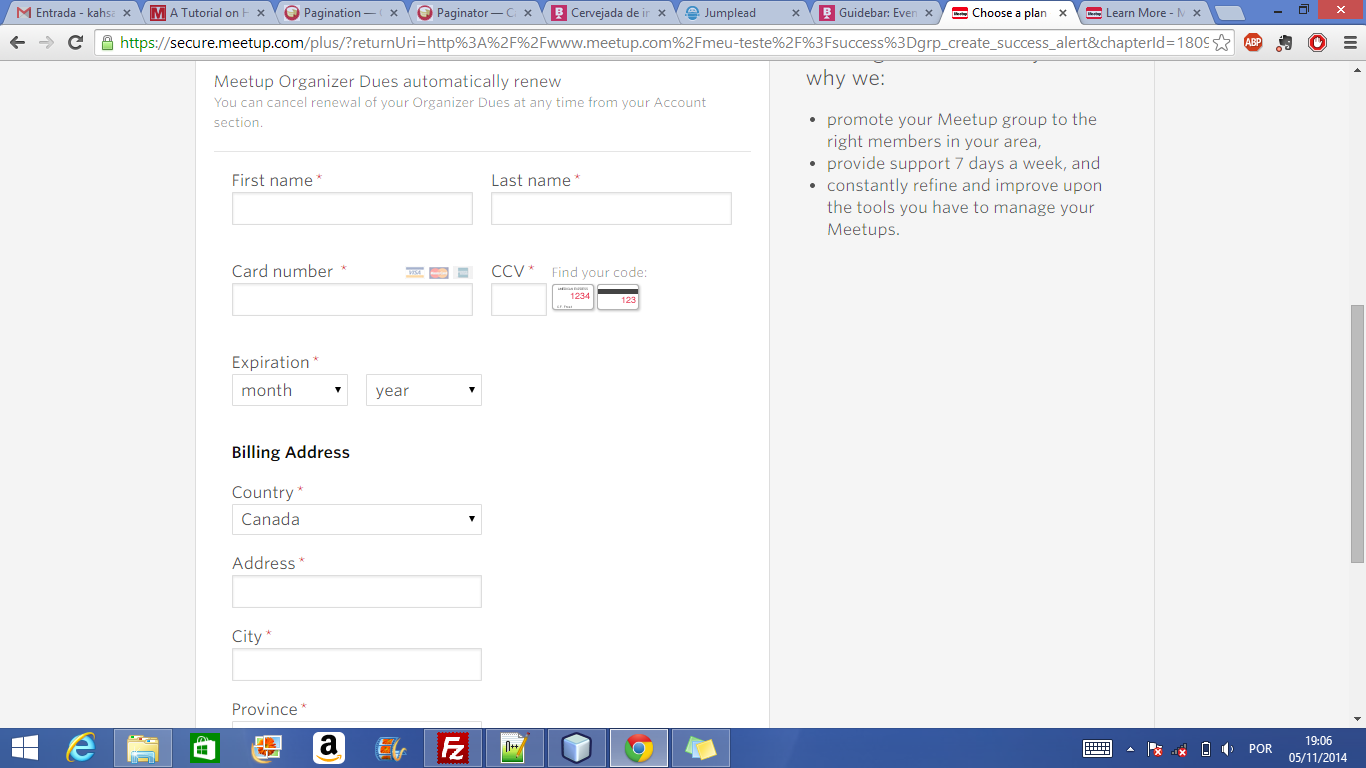 Entrada - kahsa
A Tutorial on H
Pagination — C
Paginator — Ca
Cervejada de in
Jumplead
Guidebar: Even
Choose a plan
Learn More - M
https://secure.meetup.com/plus/?returnUri=http%3A%2F%2Fwww.meetup.com%2Fmeu-teste%2F%3Fsuccess%3Dgrp_create_success_alert&chapterId=1809
ABP
Meetup Organizer Dues automatically renew
You can cancel renewal of your Organizer Dues at any time from your Account
section.
First name *
Last name *
Card number *
VISA
CCV *
Find your code:
AMERICAN EXPRESS
1234
123
Expiration *
month
year
Billing Address
Country *
Canada
Address *
City *
Province *
why we:
• promote your Meetup group to the
right members in your area,
• provide support 7 days a week, and
• constantly refine and improve upon
the tools you have to manage your
Meetups.
POR
19:06
05/11/2014